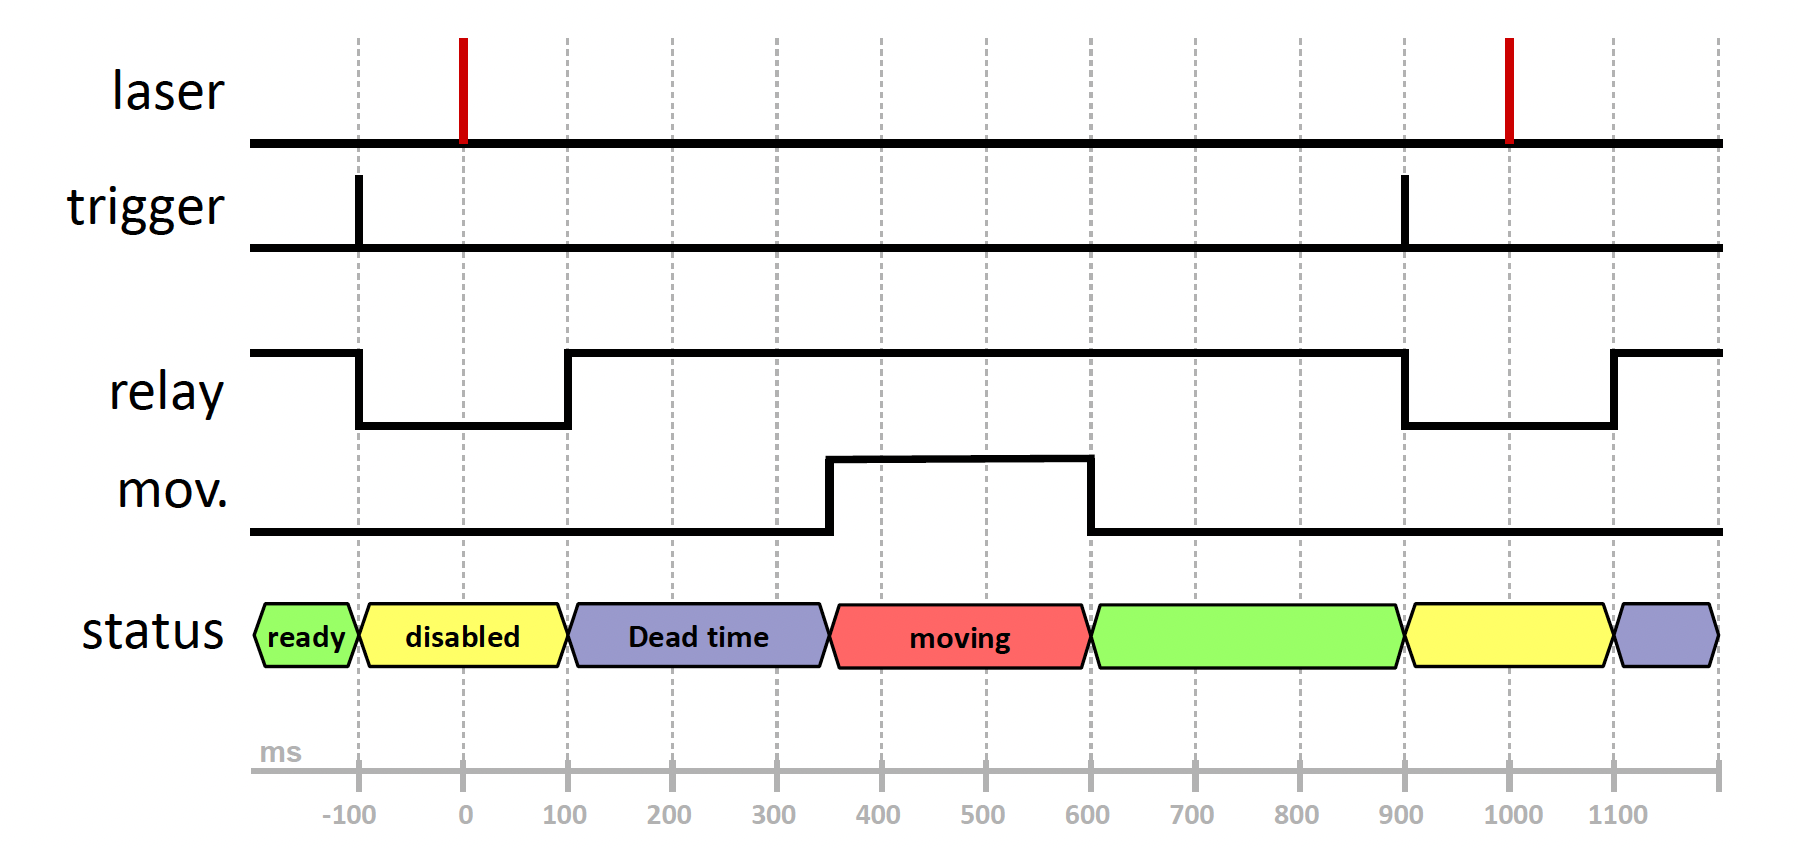 laser
trigger
relay
mov.
status
ready disabled Dead time moving
ms
-100 0 100 200 300 400 500 600 700 800 900 1000 1100